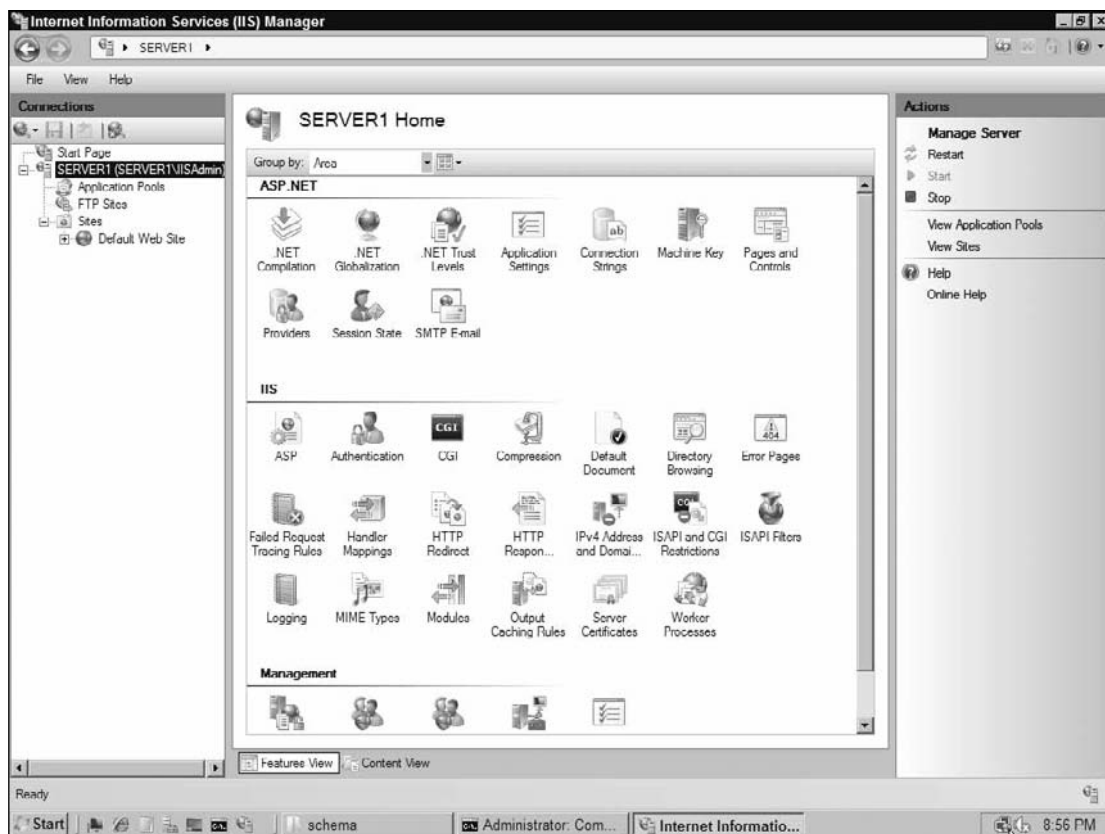 Internet Information Services (IIS) Manager
SERVER1
File View Help
Connections
Start Page
SERVER1 (SERVER1\IISAdmin)
Application Pools
FTP Sites
Sites
Default Web Site
SERVER1 Home
Group by: Area
ASP.NET
.NET Compilation
.NET Globalization
.NET Trust Levels
Application Settings
Connection Strings
Machine Key
Pages and Controls
Providers
Session State
SMTP E-mail
IIS
ASP
Authentication
CGI
CGI
Compression
Default Document
Directory Browsing
404
Error Pages
Failed Request Tracing Rules
Handler Mappings
HTTP Redirect
HTTP Respon...
IPv4 Address and Domai...
ISAPI and CGI Restrictions
ISAPI Filters
Logging
MIME Types
Modules
Output Caching Rules
Server Certificates
Worker Processes
Management
Features View
Content View
Actions
Manage Server
Restart
Start
Stop
View Application Pools
View Sites
Help
Online Help
Ready
Start
schema
Administrator: Com...
Internet Informatio...
8:56 PM